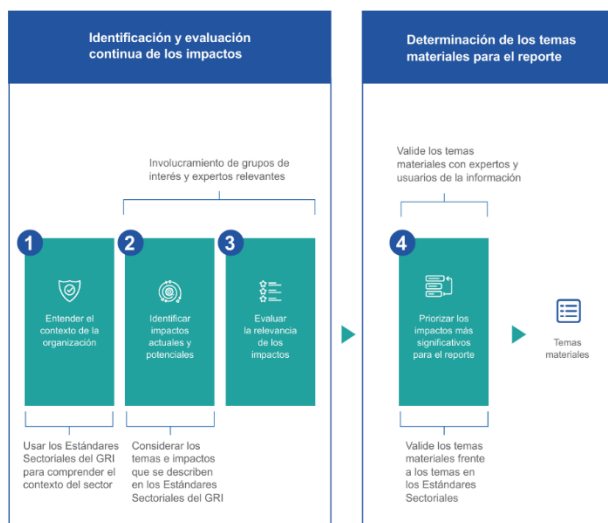 Identificación y evaluación
continua de los impactos
Determinación de los temas
materiales para el reporte
Involucramiento de grupos de
interés y expertos relevantes
Valide los temas
materiales con expertos y
usuarios de la información
1
Entender el
contexto de la
organización
2
Identificar
impactos
actuales y
potenciales
3
Evaluar
la relevancia
de los
impactos
4
Priorizar los
impactos más
significativos
para el reporte
Temas
materiales
Usar los Estándares
Sectoriales del GRI
para comprender el
contexto del sector
Considerar los
temas e impactos
que se describen
en los Estándares
Sectoriales del GRI
Valide los temas
materiales frente
a los temas en
los Estándares
Sectoriales